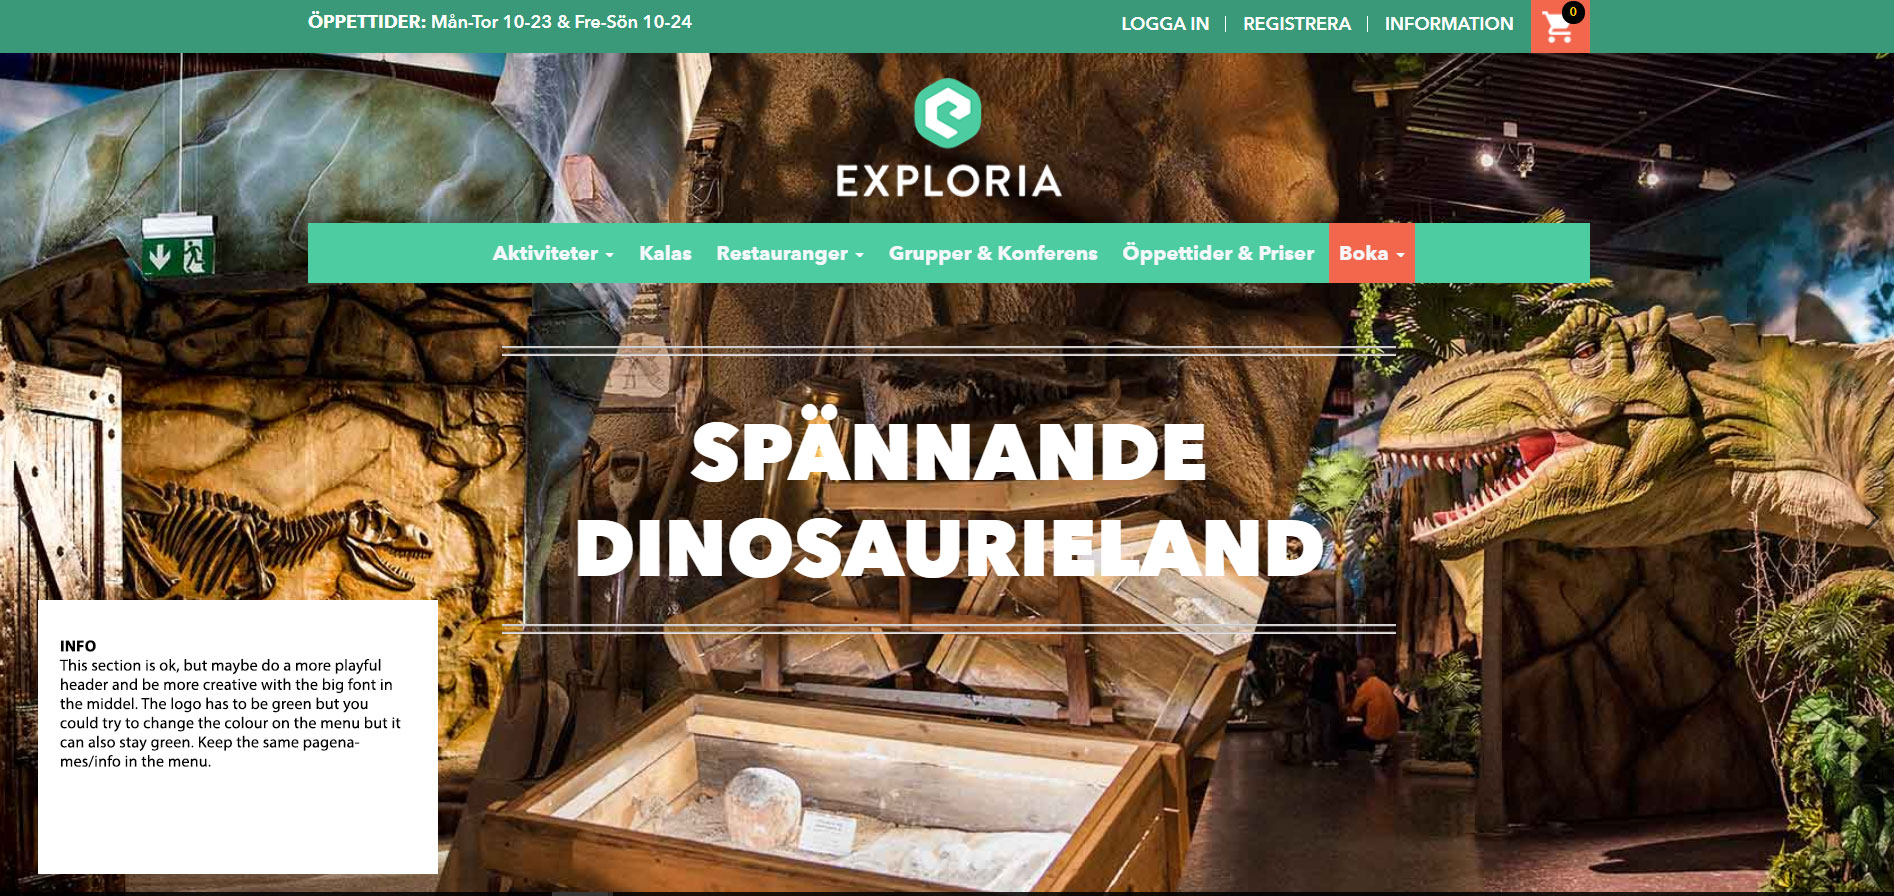 ÖPPETTIDER: Mån-Tor 10-23 & Fre-Sön 10-24
LOGGA IN | REGISTRERA | INFORMATION
0
EXPLORIA
Aktiviteter Kalas Restauranger Grupper & Konferens Öppettider & Priser Boka
SPÄNNANDE
DINOSAURIELAND
INFO
This section is ok, but maybe do a more playful
header and be more creative with the big font in
the middel. The logo has to be green but you
could try to change the colour on the menu but it
can also stay green. Keep the same pagena-
mes/info in the menu.